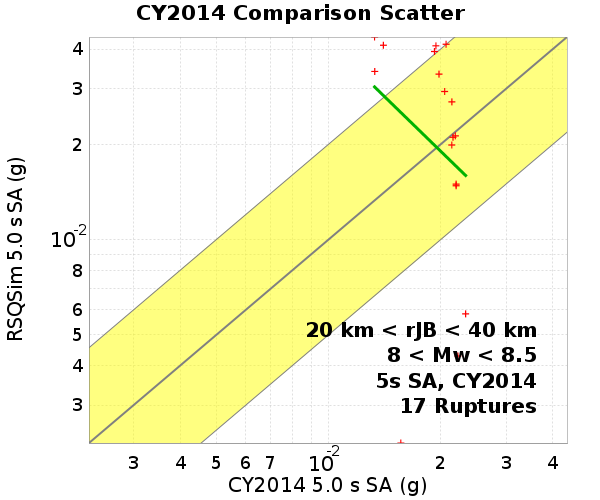 CY2014 Comparison Scatter
RSQSim 5.0 s SA (g)
4
3
2
10-2
8
6
5
4
3
20 km < rJB < 40 km
8 < Mw < 8.5
5s SA, CY2014
17 Ruptures
3 4 5 6 7 10-2 2 3 4
CY2014 5.0 s SA (g)